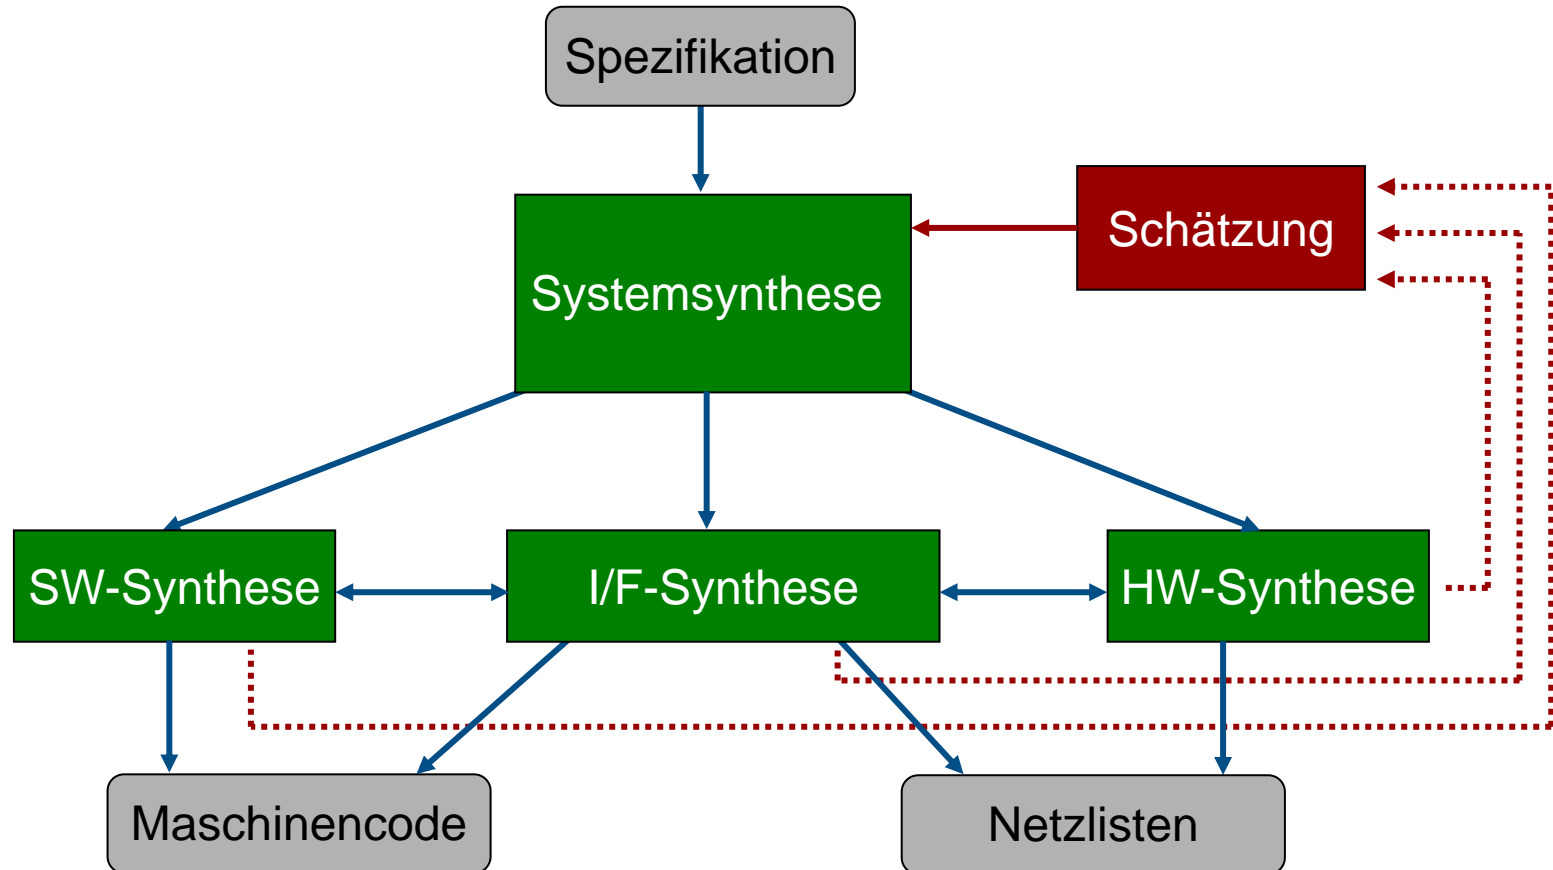 Spezifikation
Schätzung
Systemsynthese
SW-Synthese
I/F-Synthese
HW-Synthese
Maschinencode
Netzlisten